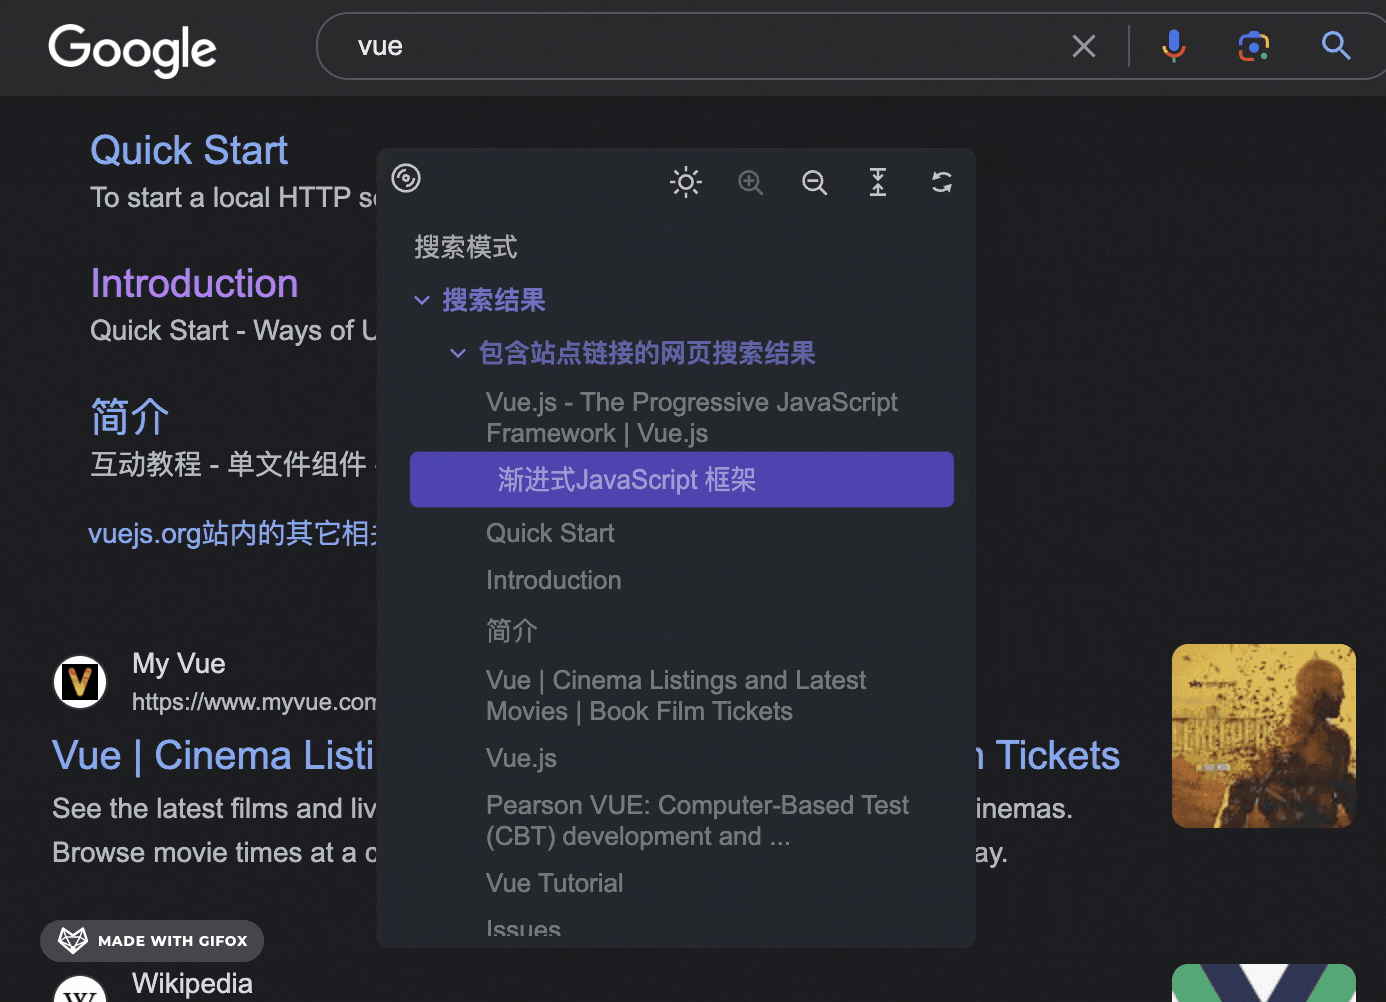 Google
vue
Quick Start
To start a local HTTP se
Introduction
Quick Start - Ways of U
简介
互动教程 - 单文件组件 -
vuejs.org站内的其它相关
My Vue
https://www.myvue.com
Vue | Cinema Listi
n Tickets
See the latest films and liv
inemas.
Browse movie times at a c
ay.
MADE WITH GIFOX
Wikipedia
W
搜索模式
搜索结果
包含站点链接的网页搜索结果
Vue.js - The Progressive JavaScript
Framework | Vue.js
渐进式JavaScript 框架
Quick Start
Introduction
简介
Vue | Cinema Listings and Latest
Movies | Book Film Tickets
Vue.js
Pearson VUE: Computer-Based Test
(CBT) development and ...
Vue Tutorial
Issues